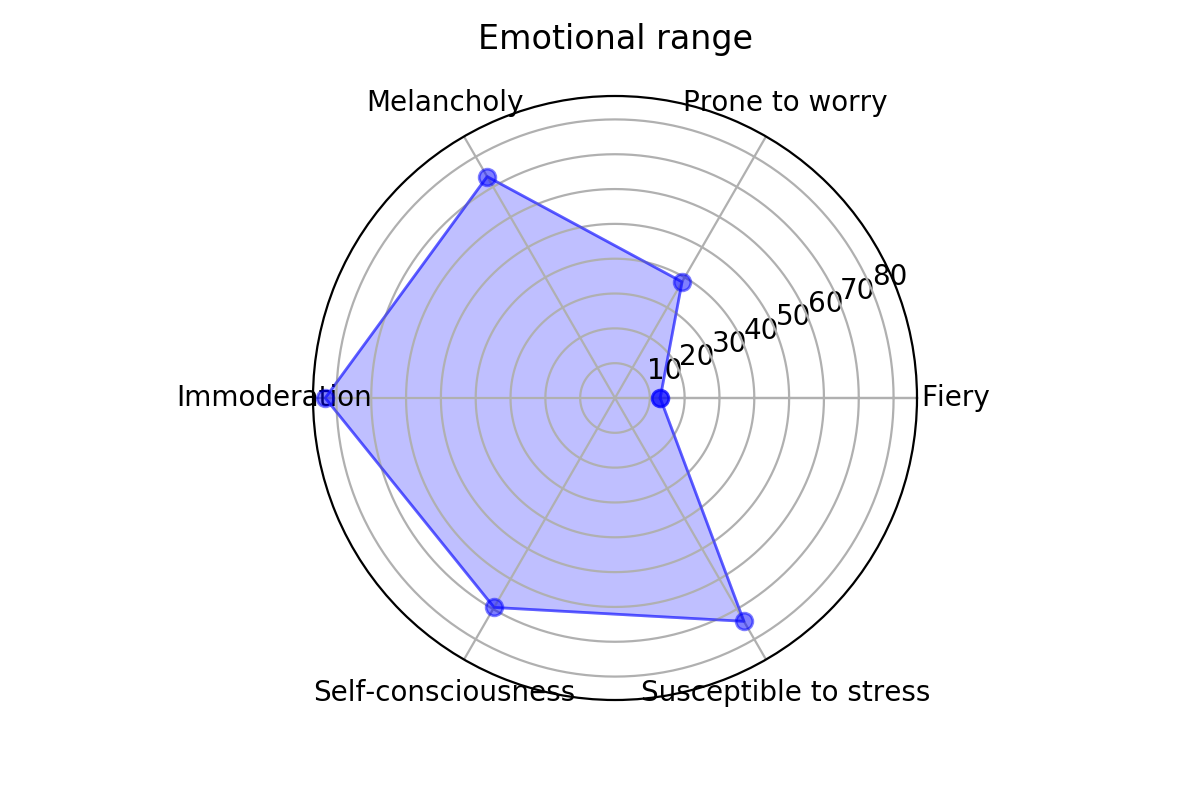 Emotional range
Melancholy
Prone to worry
80
70
60
50
40
30
20
10
Immoderation
Fiery
Self-consciousness
Susceptible to stress